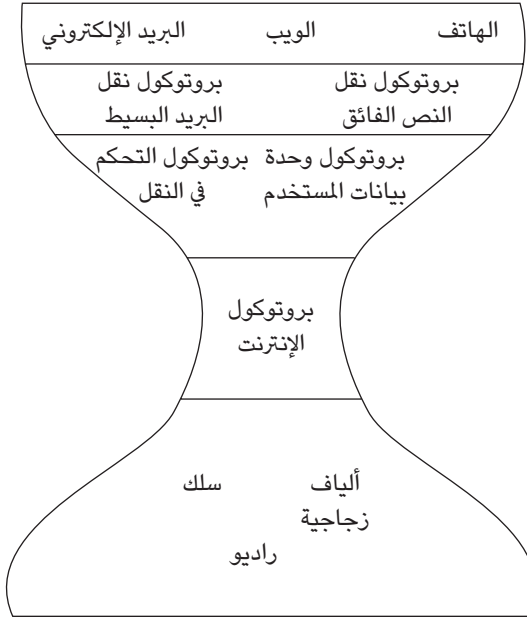 الهاتف الويب البريد الإلكتروني
بروتوكول نقل بروتوكول نقل
النص الفائق البريد البسيط
بروتوكول وحدة بروتوكول التحكم
بيانات المستخدم في النقل
بروتوكول
الإنترنت
ألياف سلك
زجاجية
راديو